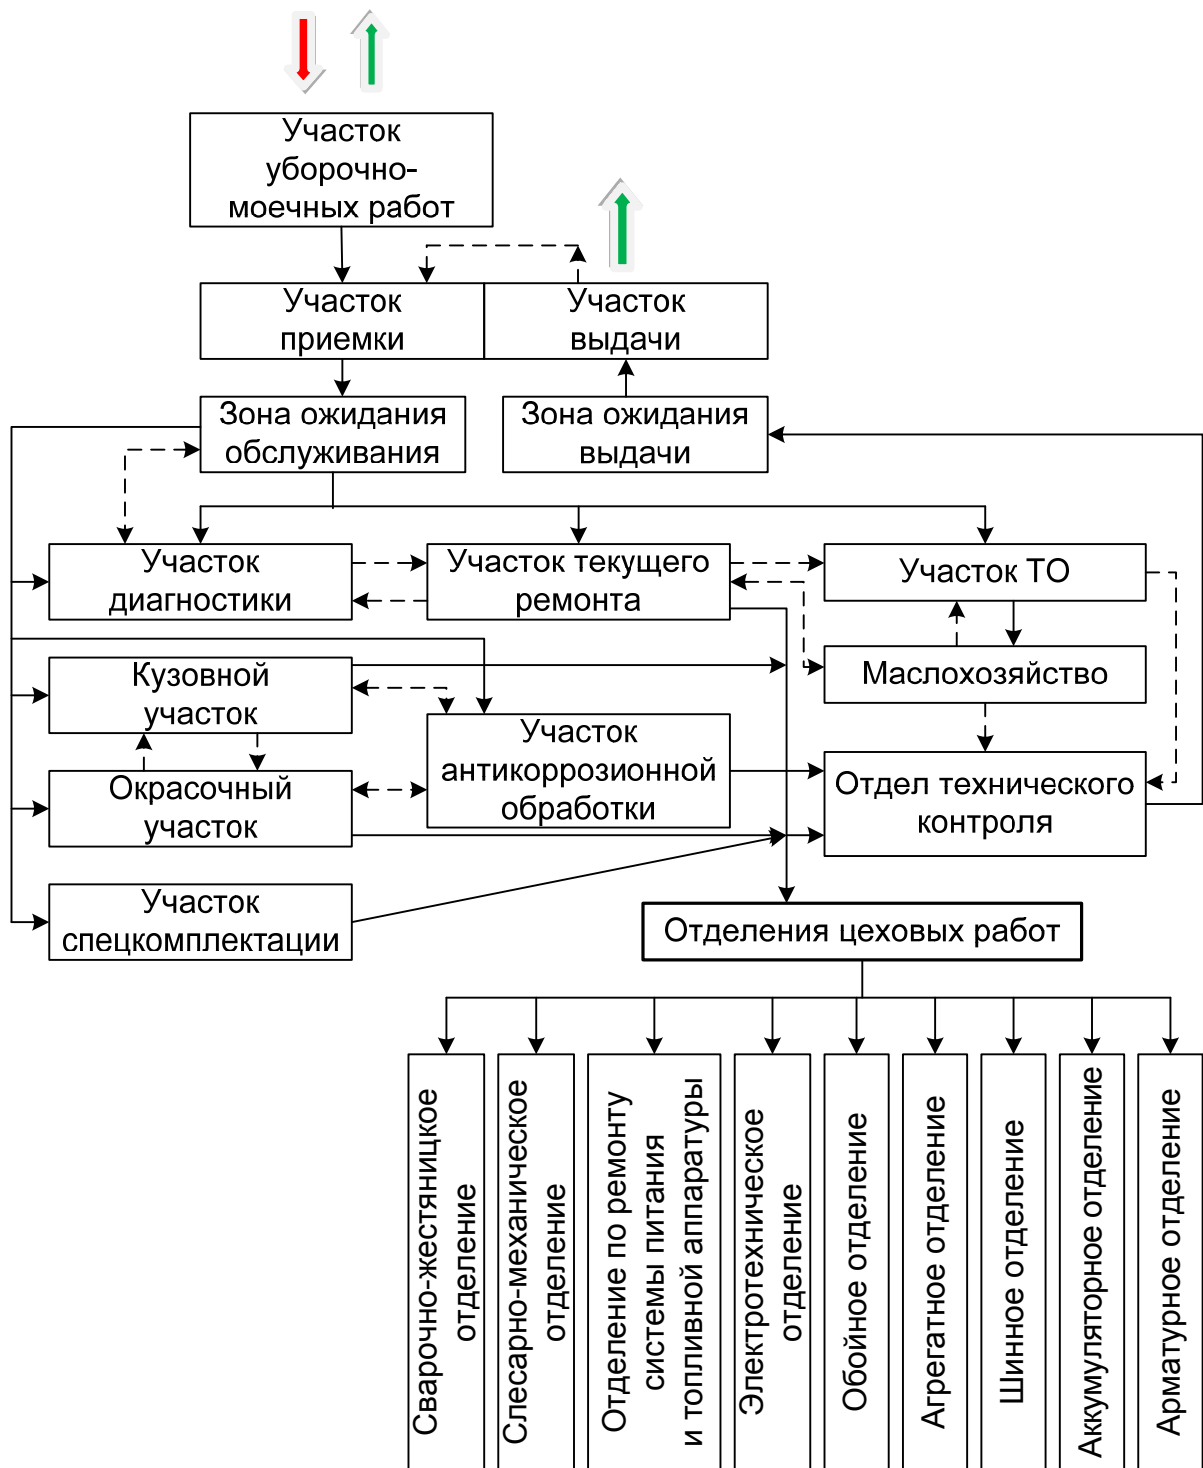 Участок
уборочно-
моечных работ
Участок
приемки
Участок
выдачи
Зона ожидания
обслуживания
Зона ожидания
выдачи
Участок
диагностики
Участок текущего
ремонта
Участок ТО
Кузовной
участок
Маслохозяйство
Участок
антикоррозионной
обработки
Окрасочный
участок
Отдел технического
контроля
Участок
спецкомплектации
Отделения цеховых работ
Сварочно-жестяницкое
отделение
Слесарно-механическое
отделение
Отделение по ремонту
системы питания
и топливной аппаратуры
Электротехническое
отделение
Обойное отделение
Агрегатное отделение
Шинное отделение
Аккумуляторное отделение
Арматурное отделение